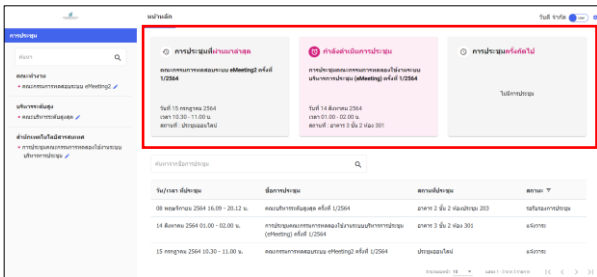 หน้าหลัก
การประชุม
ค้นหา
คณะทำงาน
คณะกรรมการทดสอบระบบ eMeeting2
บริหารระดับสูง
คณะบริหารระดับสูงสุด
สำนักเทคโนโลยีสารสนเทศ
การประชุมคณะกรรมการทดลองใช้งานระบบ
บริหารการประชุม
การประชุมที่ผ่านมาล่าสุด
คณะกรรมการทดสอบระบบ eMeeting2 ครั้งที่
1/2564
วันที่ 15 กรกฎาคม 2564
เวลา 10.30 - 11.00 น.
สถานที่ : ประชุมออนไลน์
กำลังดำเนินการประชุม
การประชุมคณะกรรมการทดลองใช้งานระบบ
บริหารการประชุม (eMeeting) ครั้งที่ 1/2564
วันที่ 14 สิงหาคม 2564
เวลา 01.00 - 02.00 น.
สถานที่ : อาคาร 3 ชั้น 2 ห้อง 301
การประชุมครั้งถัดไป
ไม่มีการประชุม
ค้นหารายชื่อการประชุม
วัน/เวลา ที่ประชุม ชื่อการประชุม สถานที่ประชุม สถานะ
08 พฤศจิกายน 2564 16.09 - 20.12 น. คณะบริหารระดับสูงสุด ครั้งที่ 1/2564 อาคาร 2 ชั้น 2 ห้องประชุม 203 รอรับรองการประชุม
14 สิงหาคม 2564 01.00 - 02.00 น. การประชุมคณะกรรมการทดลองใช้งานระบบบริหารการประชุม อาคาร 3 ชั้น 2 ห้อง 301
(eMeeting) ครั้งที่ 1/2564
15 กรกฎาคม 2564 10.30 - 11.00 น. คณะกรรมการทดสอบระบบ eMeeting2 ครั้งที่ 1/2564 ประชุมออนไลน์